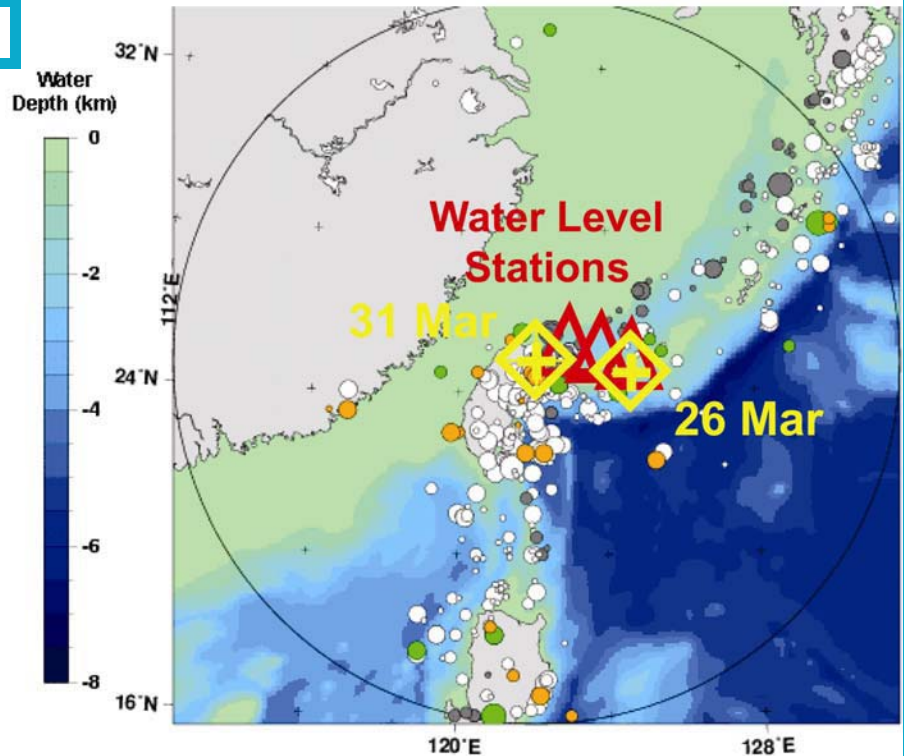 32°N
Water
Depth (km)
0
Water Level
Stations
-2
112°E
31 Mar
24°N
-4
26 Mar
-6
-8
16°N
120°E
128°E